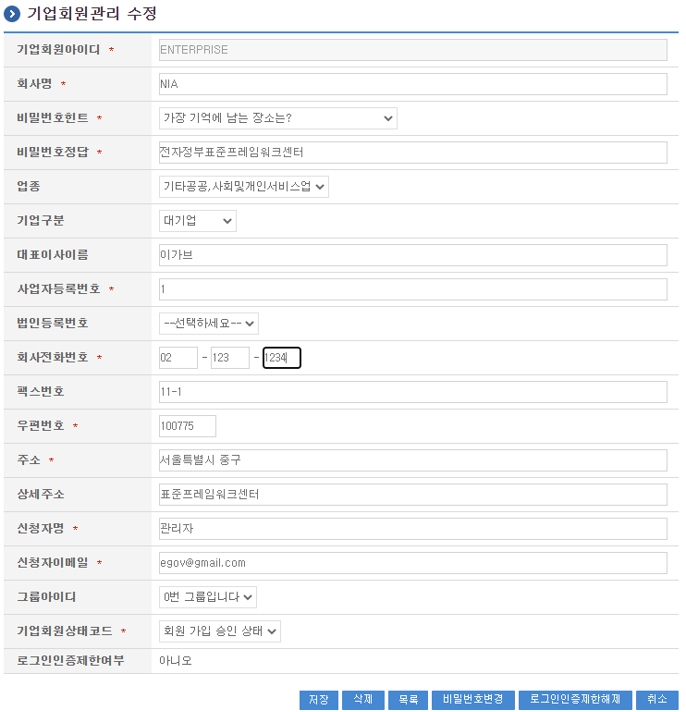 기업회원관리 수정
기업회원아이디 * ENTERPRISE
회사명 * NIA
비밀번호힌트 * 가장 기억에 남는 장소는?
비밀번호정답 * 전자정부표준프레임워크센터
업종 기타공공,사회및개인서비스업
기업구분 대기업
대표이사이름 이가브
사업자등록번호 * 1
법인등록번호 --선택하세요--
회사전화번호 * 02 - 123 - 1234
팩스번호 11-1
우편번호 * 100775
주소 * 서울특별시 중구
상세주소 표준프레임워크센터
신청자명 * 관리자
신청자이메일 * egov@gmail.com
그룹아이디 0번 그룹입니다
기업회원상태코드 * 회원 가입 승인 상태
로그인인증제한여부 아니오
저장 삭제 목록 비밀번호변경 로그인인증제한해제 취소